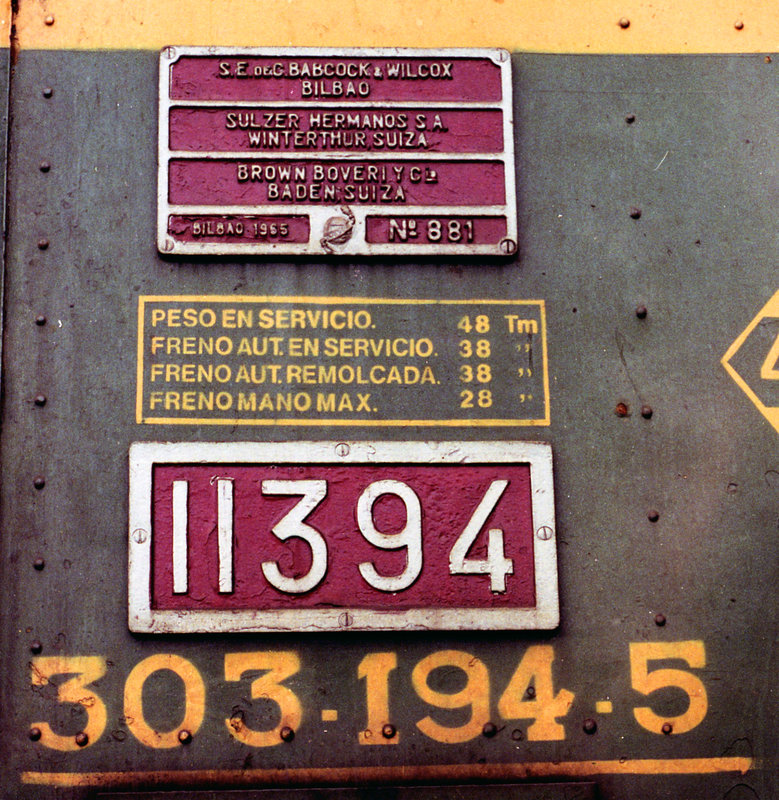 S.E. DE C. BABCOCK & WILCOX
BILBAO
SULZER HERMANOS S.A.
WINTERTHUR, SUIZA
BROWN BOVERI Y Cía
BADEN, SUIZA
BILBAO 1965
Nº 881
PESO EN SERVICIO. 48 Tm
FRENO AUT. EN SERVICIO. 38 ,,
FRENO AUT. REMOLCADA. 38 ,,
FRENO MANO MAX. 28 ,,
11394
303-194-5